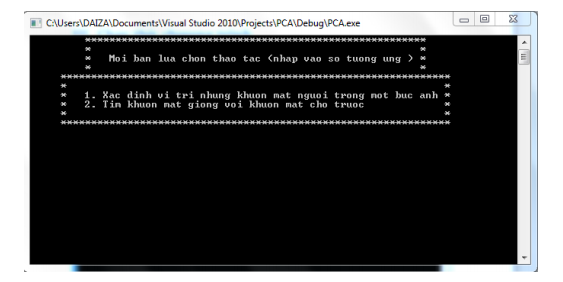 C:\Users\DAIZA\Documents\Visual Studio 2010\Projects\PCA\Debug\PCA.exe
Moi ban lua chon thao tac <nhap vao so tuong ung >
1. Xac dinh vi tri nhung khuon mat nguoi trong mot buc anh
2. Tim khuon mat giong voi khuon mat cho truoc